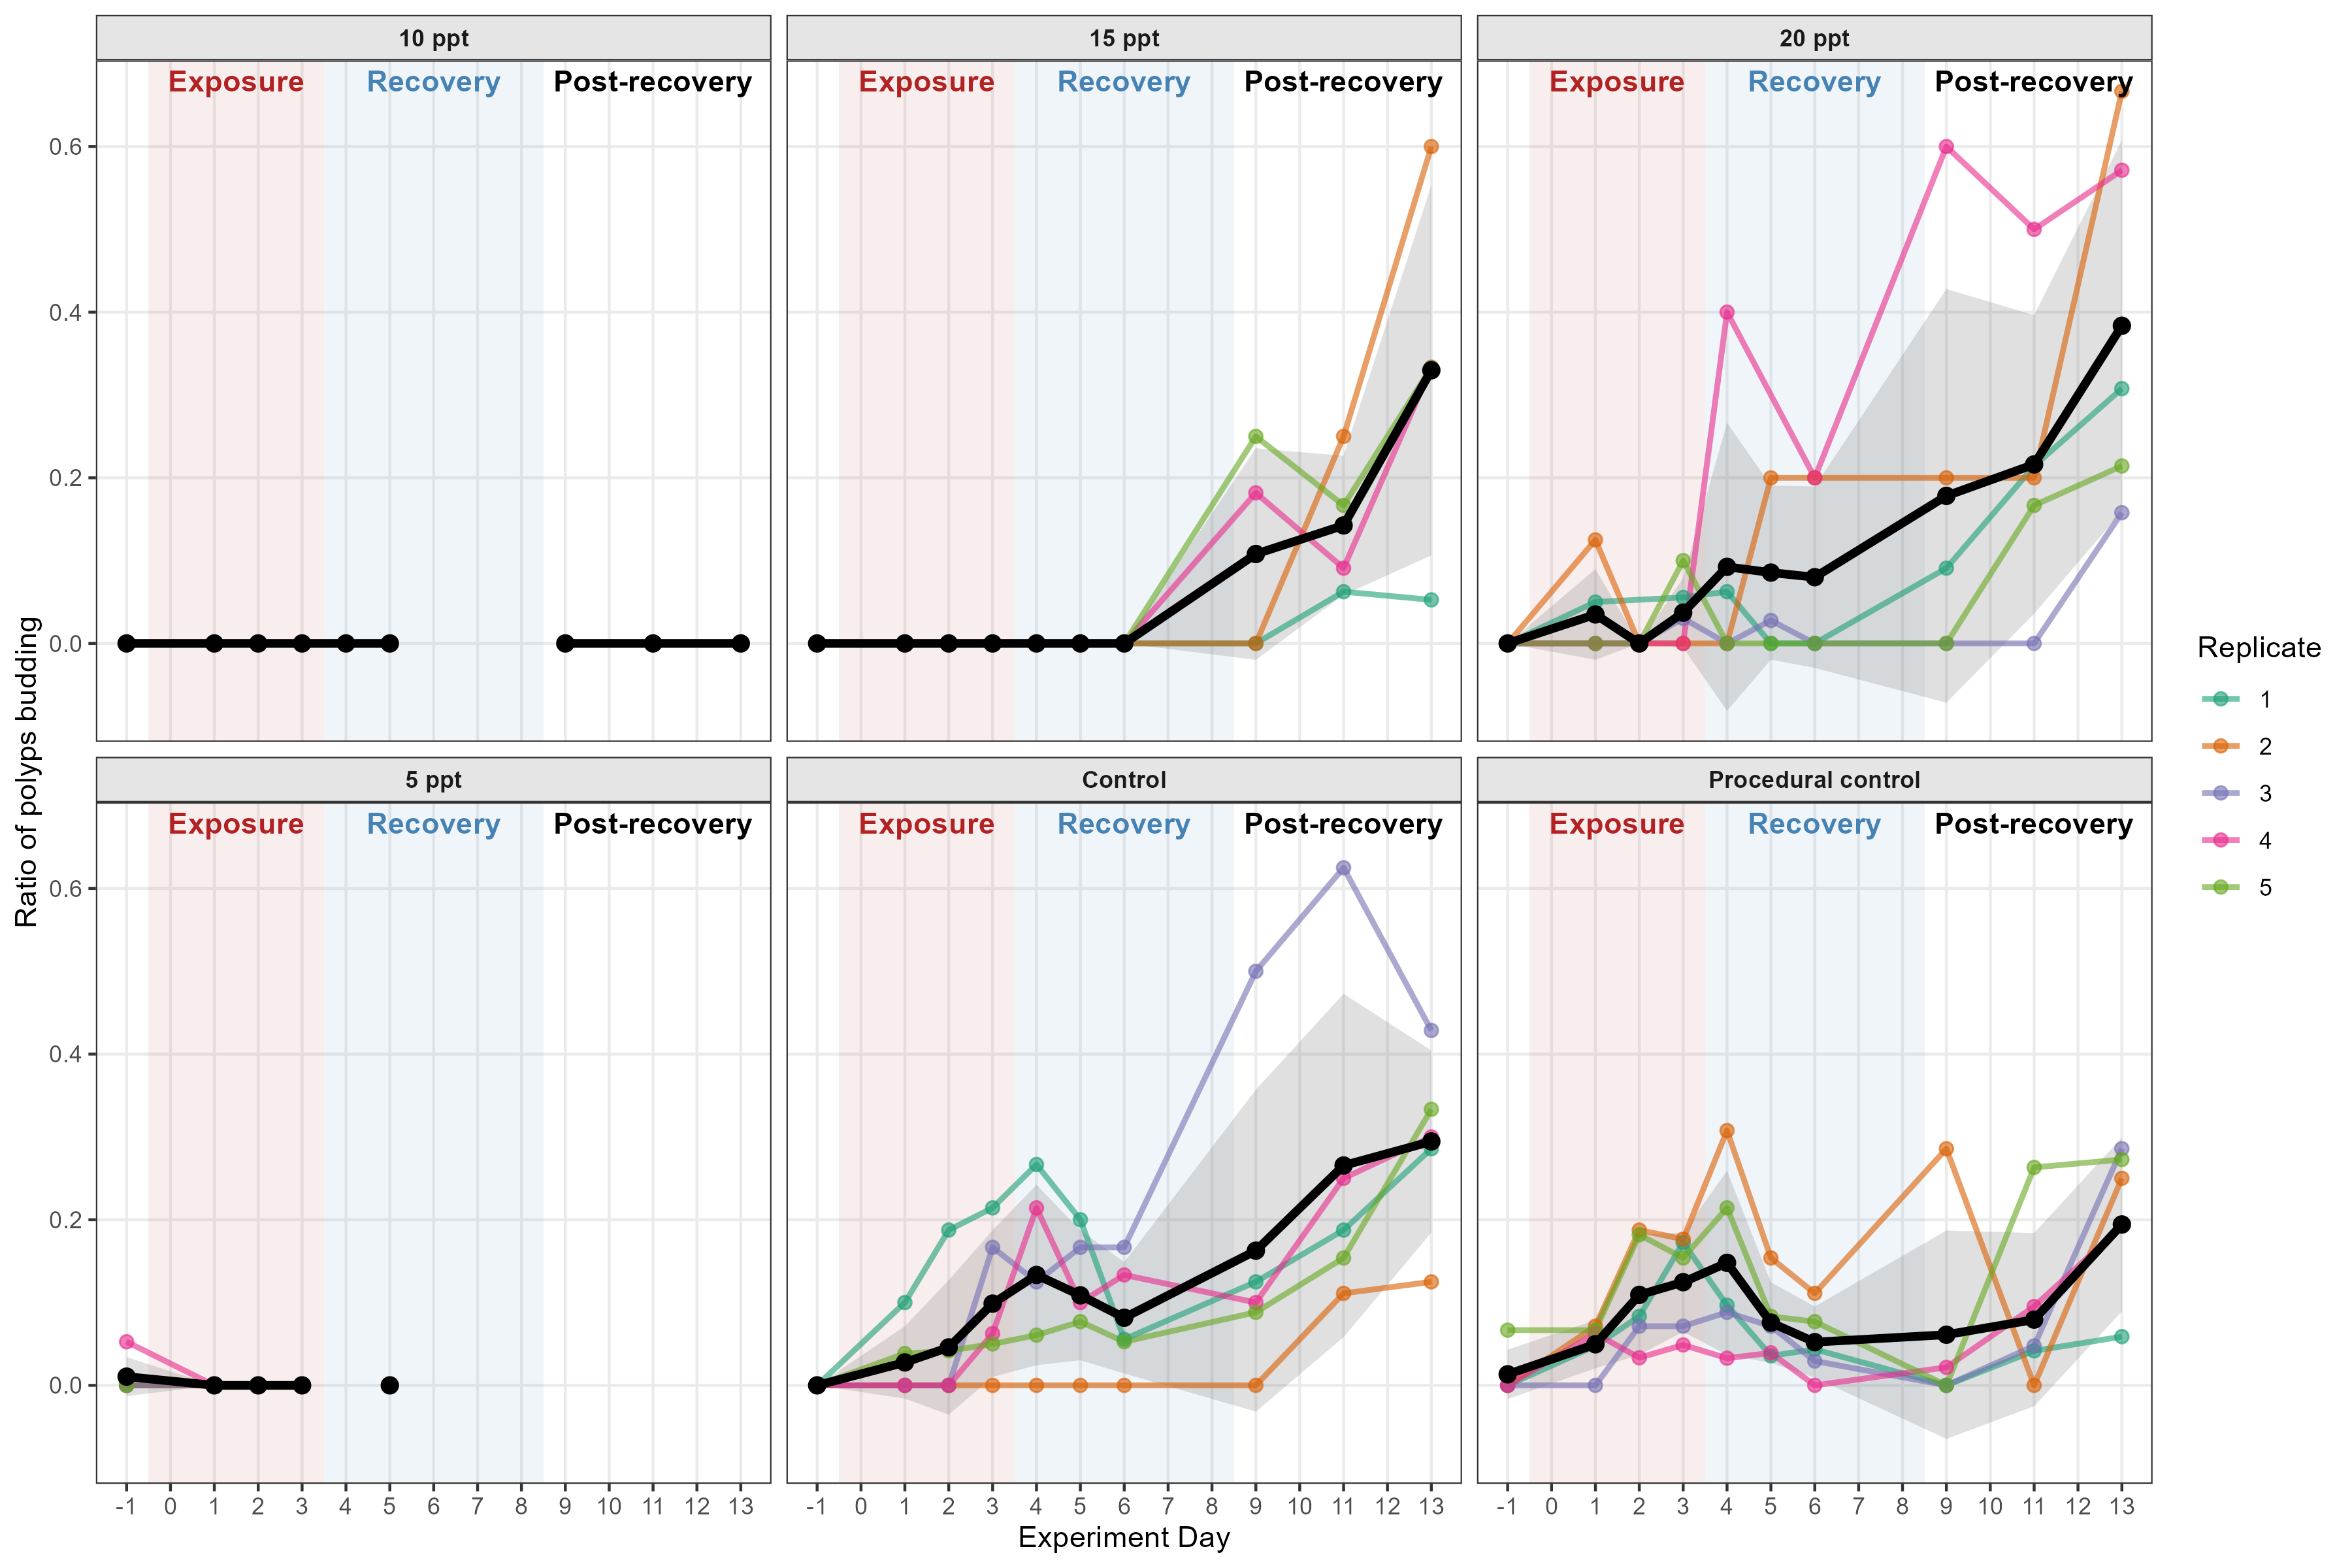 10 ppt
15 ppt
20 ppt
Exposure Recovery Post-recovery
Exposure Recovery Post-recovery
Exposure Recovery Post-recovery
0.6
0.4
0.2
0.0
5 ppt
Control
Procedural control
Exposure Recovery Post-recovery
Exposure Recovery Post-recovery
Exposure Recovery Post-recovery
0.6
0.4
0.2
0.0
-1 0 1 2 3 4 5 6 7 8 9 10 11 12 13
-1 0 1 2 3 4 5 6 7 8 9 10 11 12 13
-1 0 1 2 3 4 5 6 7 8 9 10 11 12 13
Experiment Day
Ratio of polyps budding
Replicate
1
2
3
4
5